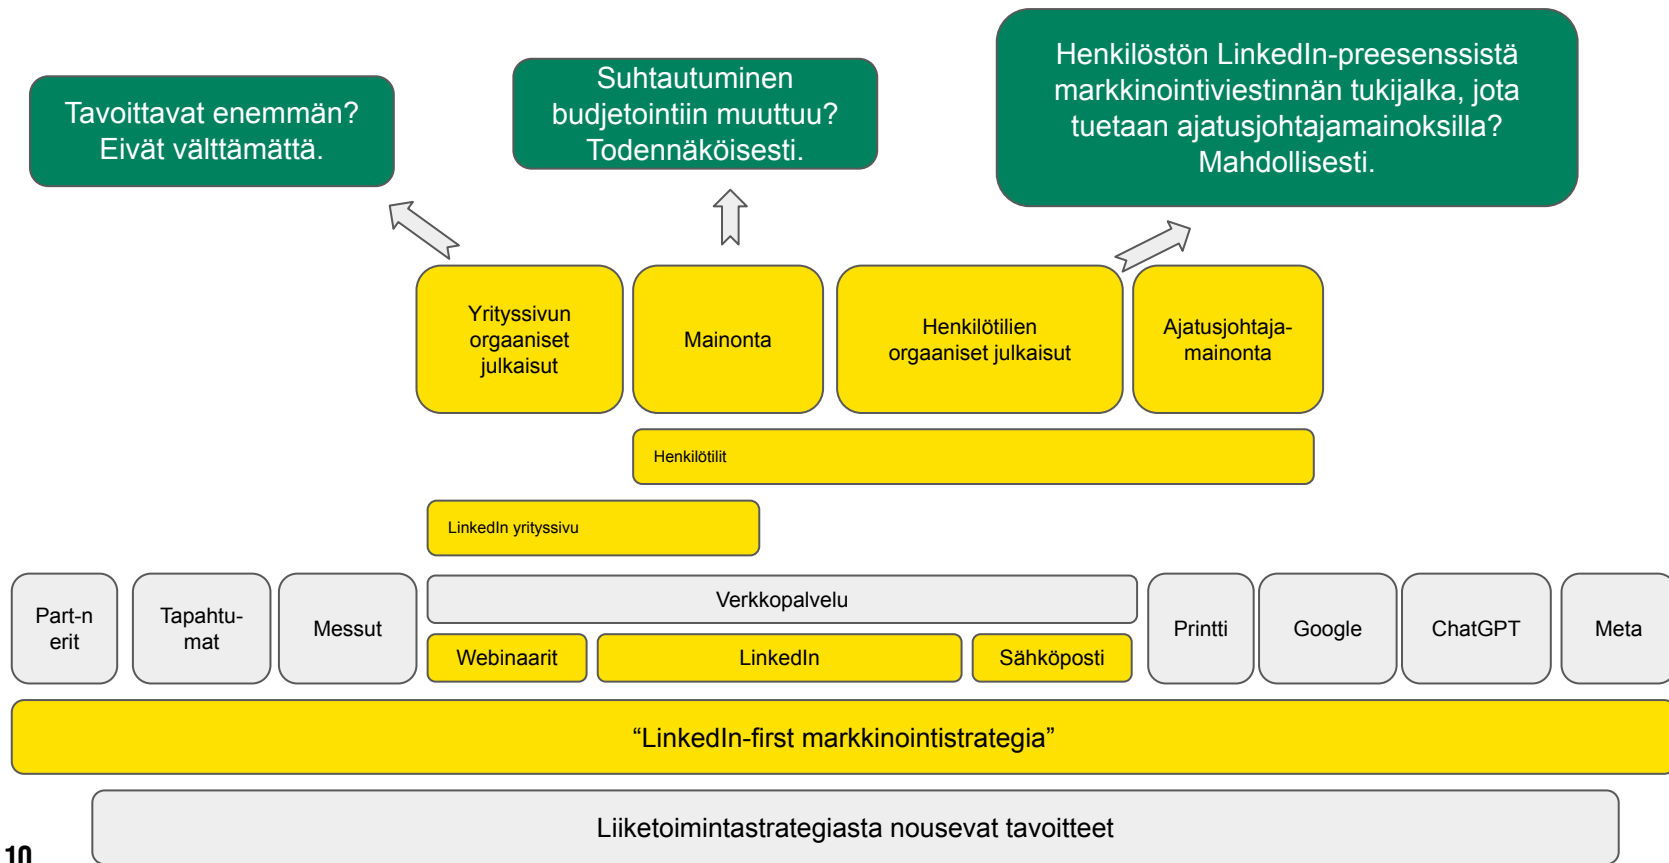 Tavoittavat enemmän?
Eivät välttämättä.
Suhtautuminen
budjetointiin muuttuu?
Todennäköisesti.
Henkilöstön LinkedIn-preesenssistä
markkinointiviestinnän tukijalka, jota
tuetaan ajatusjohtajamainoksilla?
Mahdollisesti.
Yrityssivun
orgaaniset
julkaisut
Mainonta
Henkilötilien
orgaaniset julkaisut
Ajatusjohtaja-
mainonta
Henkilötilit
LinkedIn yrityssivu
Part-n
erit
Tapahtu-
mat
Messut
Verkkopalvelu
Webinaarit
LinkedIn
Sähköposti
Printti
Google
ChatGPT
Meta
“LinkedIn-first markkinointistrategia”
Liiketoimintastrategiasta nousevat tavoitteet
10